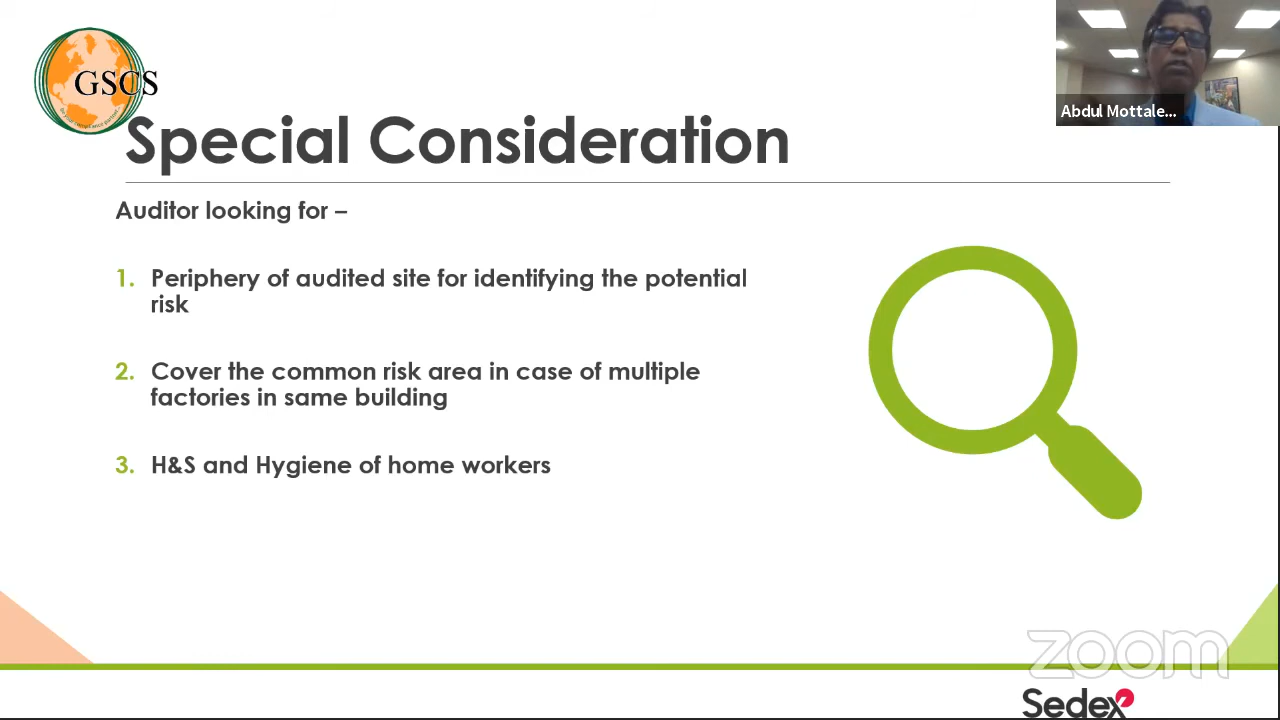 GSCS
Abdul Mottale...
Special Consideration
Auditor looking for –
1. Periphery of audited site for identifying the potential
risk
2. Cover the common risk area in case of multiple
factories in same building
3. H&S and Hygiene of home workers
zoom
Sedex